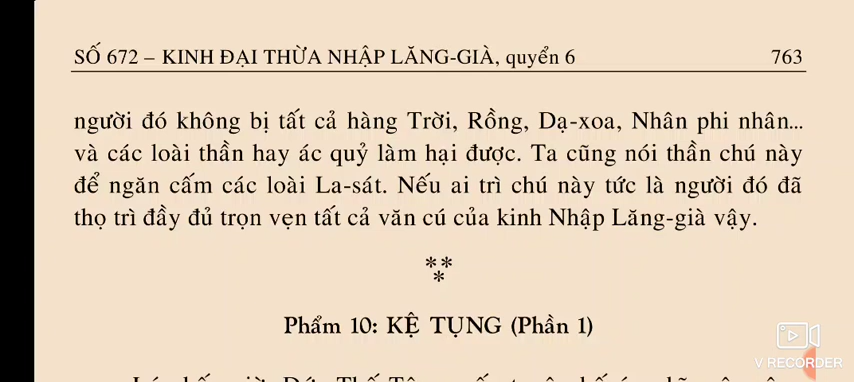 SỐ 672 – KINH ĐẠI THỪA NHẬP LĂNG-GIÀ, quyển 6 763
người đó không bị tất cả hàng Trời, Rồng, Dạ-xoa, Nhân phi nhân...
và các loài thần hay ác quỷ làm hại được. Ta cũng nói thần chú này
để ngăn cấm các loài La-sát. Nếu ai trì chú này tức là người đó đã
thọ trì đầy đủ trọn vẹn tất cả văn cú của kinh Nhập Lăng-già vậy.
**
*
Phẩm 10: KỆ TỤNG (Phần 1)
V RECORDER